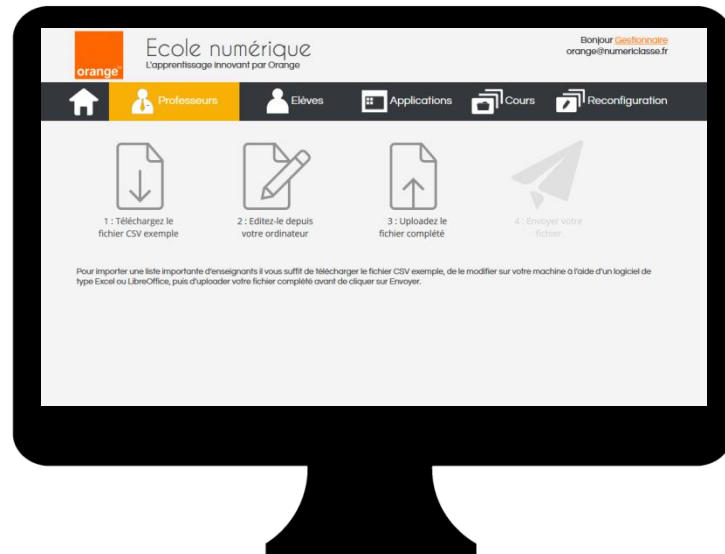 orange™
Ecole numérique
L'apprentissage innovant par Orange
Bonjour Gestionnaire
orange@numericlasse.fr
Professeurs
Elèves
Applications
Cours
Reconfiguration
1 : Téléchargez le
fichier CSV exemple
2 : Editez-le depuis
votre ordinateur
3 : Uploadez le
fichier complété
4 : Envoyer votre
fichier
Pour importer une liste importante d'enseignants il vous suffit de télécharger le fichier CSV exemple, de le modifier sur votre machine à l'aide d'un logiciel de
type Excel ou LibreOffice, puis d'uploader votre fichier complété avant de cliquer sur Envoyer.